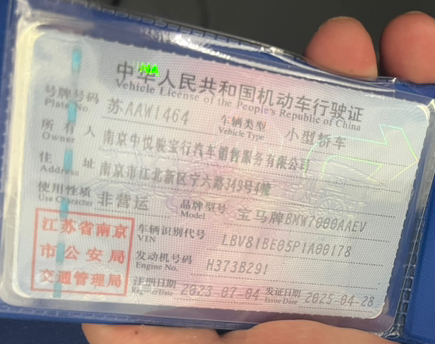 中华人民共和国机动车行驶证
Vehicle License of the People's Republic of China
号牌号码 苏AAW1464 车辆类型 小型轿车
Plate No. Vehicle Type
所有人 南京中悦骏宝行汽车销售服务有限公司
Owner
住址 南京市江北新区宁六路349号4幢
Address
使用性质 非营运 品牌型号 宝马牌BMW7000AAEV
Use Character Model
江苏省南京
市公安局
交通管理局
车辆识别代号 LBV81BE05P1A00178
VIN
发动机号码 H373B291
Engine No.
注册日期 2023-07-04 发证日期 2025-04-28
Register Date Issue Date